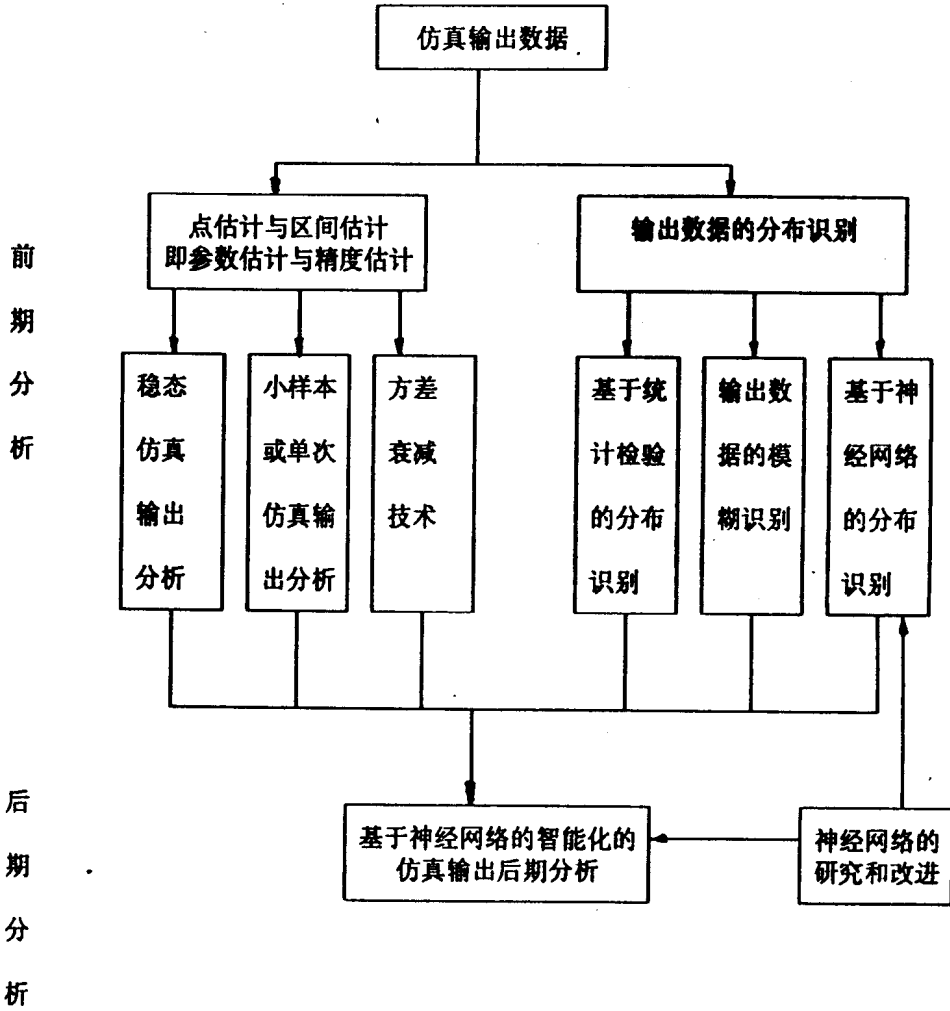 仿真输出数据
点估计与区间估计
即参数估计与精度估计
输出数据的分布识别
前
期
分
析
稳态
仿真
输出
分析
小样本
或单次
仿真输
出分析
方差
衰减
技术
基于统
计检验
的分布
识别
输出数
据的模
糊识别
基于神
经网络
的分布
识别
后
期
分
析
基于神经网络的智能化的
仿真输出后期分析
神经网络的
研究和改进